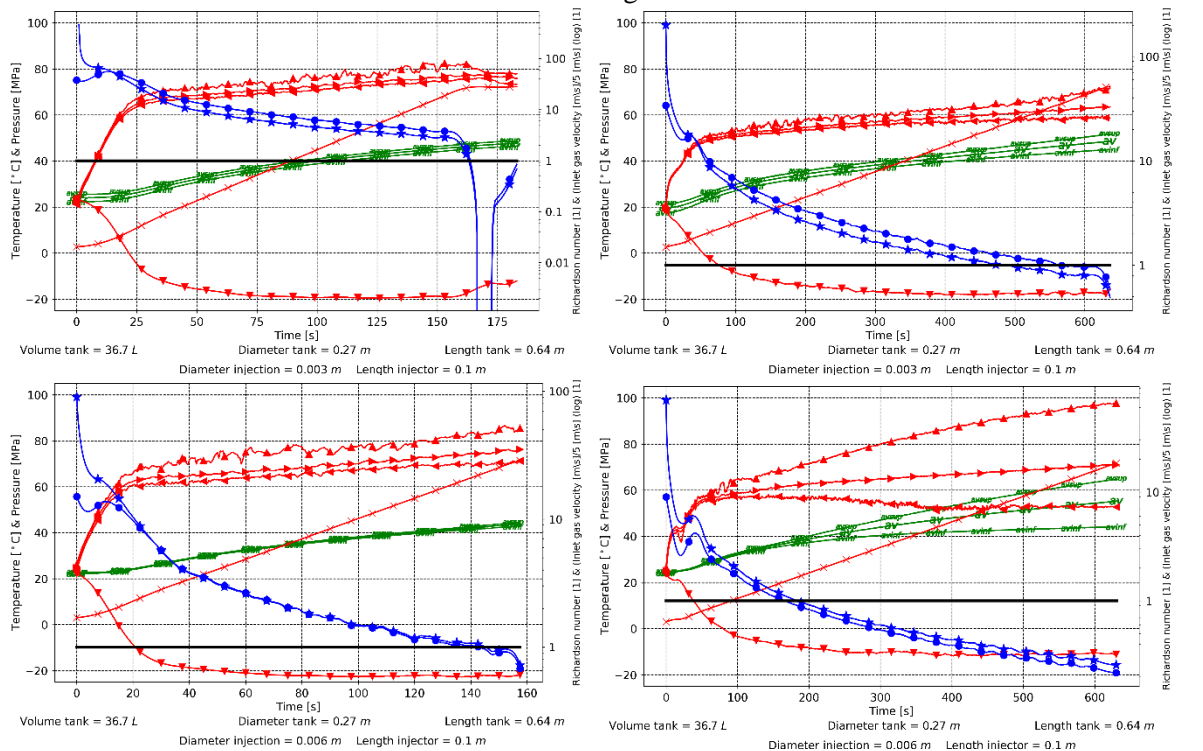 100
80
60
40
20
0
−20
0 25 50 75 100 125 150 175
100
10
1
0.1
0.01
Temperature [°C] & Pressure [MPa]
Richardson number [1] & (Inlet gas velocity [m\s]/5 [m\s] (log) [1]
avsup
av
avinf
Time [s]
Volume tank = 36.7 L Diameter tank = 0.27 m Length tank = 0.64 m
Diameter injection = 0.003 m Length injector = 0.1 m
100
80
60
40
20
0
−20
0 100 200 300 400 500 600
100
10
1
Temperature [°C] & Pressure [MPa]
Richardson number [1] & (Inlet gas velocity [m\s]/5 [m\s] (log) [1]
avsup
av
avinf
Time [s]
Volume tank = 36.7 L Diameter tank = 0.27 m Length tank = 0.64 m
Diameter injection = 0.003 m Length injector = 0.1 m
100
80
60
40
20
0
−20
0 20 40 60 80 100 120 140 160
100
10
1
Temperature [°C] & Pressure [MPa]
Richardson number [1] & (Inlet gas velocity [m\s]/5 [m\s] (log) [1]
Time [s]
Volume tank = 36.7 L Diameter tank = 0.27 m Length tank = 0.64 m
Diameter injection = 0.006 m Length injector = 0.1 m
100
80
60
40
20
0
−20
0 100 200 300 400 500 600
10
1
Temperature [°C] & Pressure [MPa]
Richardson number [1] & (Inlet gas velocity [m\s]/5 [m\s] (log) [1]
avsup
av
avinf
Time [s]
Volume tank = 36.7 L Diameter tank = 0.27 m Length tank = 0.64 m
Diameter injection = 0.006 m Length injector = 0.1 m